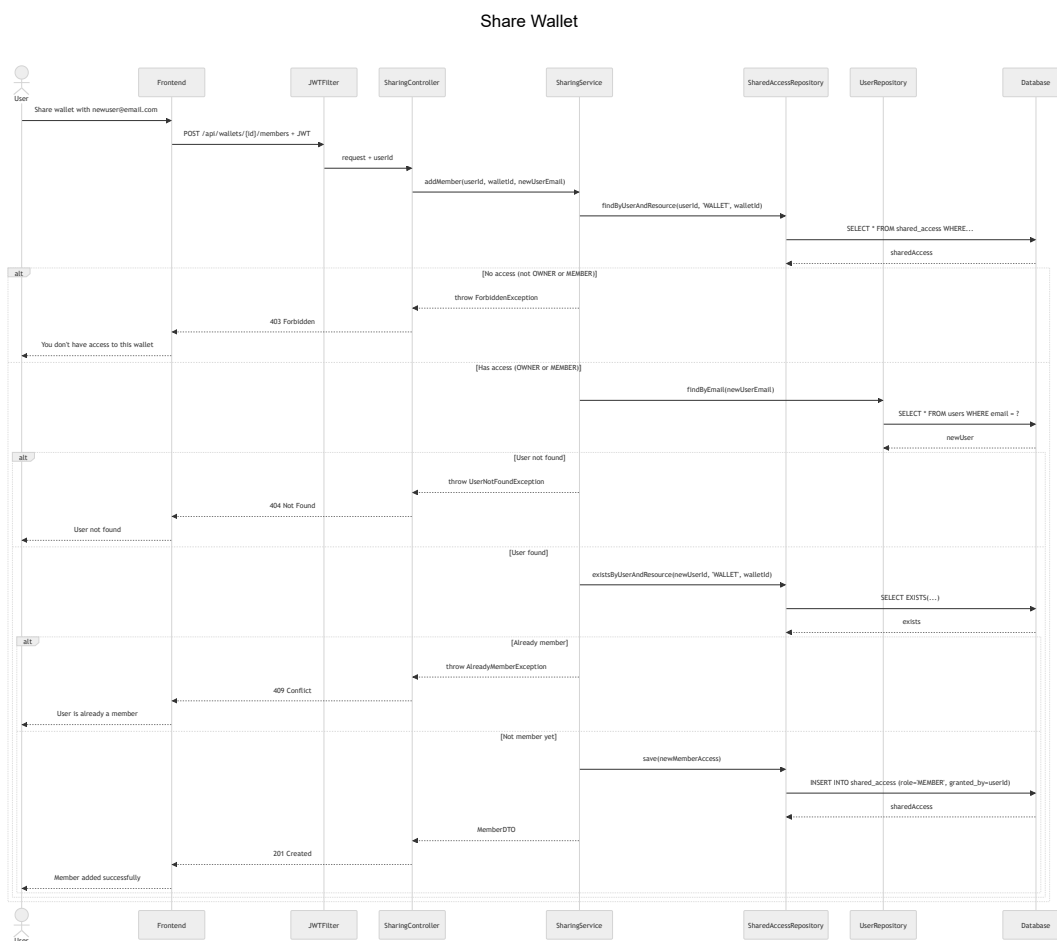 Share Wallet
User
Frontend
JWTFilter
SharingController
SharingService
SharedAccessRepository
UserRepository
Database
Share wallet with newuser@email.com
POST /api/wallets/{id}/members + JWT
request + userId
addMember(userId, walletId, newUserEmail)
findByUserAndResource(userId, 'WALLET', walletId)
SELECT * FROM shared_access WHERE...
sharedAccess
alt
[No access (not OWNER or MEMBER)]
throw ForbiddenException
403 Forbidden
You don't have access to this wallet
[Has access (OWNER or MEMBER)]
findByEmail(newUserEmail)
SELECT * FROM users WHERE email = ?
newUser
alt
[User not found]
throw UserNotFoundException
404 Not Found
User not found
[User found]
existsByUserAndResource(newUserId, 'WALLET', walletId)
SELECT EXISTS(...)
exists
alt
[Already member]
throw AlreadyMemberException
409 Conflict
User is already a member
[Not member yet]
save(newMemberAccess)
INSERT INTO shared_access (role='MEMBER', granted_by=userId)
sharedAccess
MemberDTO
201 Created
Member added successfully
User
Frontend
JWTFilter
SharingController
SharingService
SharedAccessRepository
UserRepository
Database